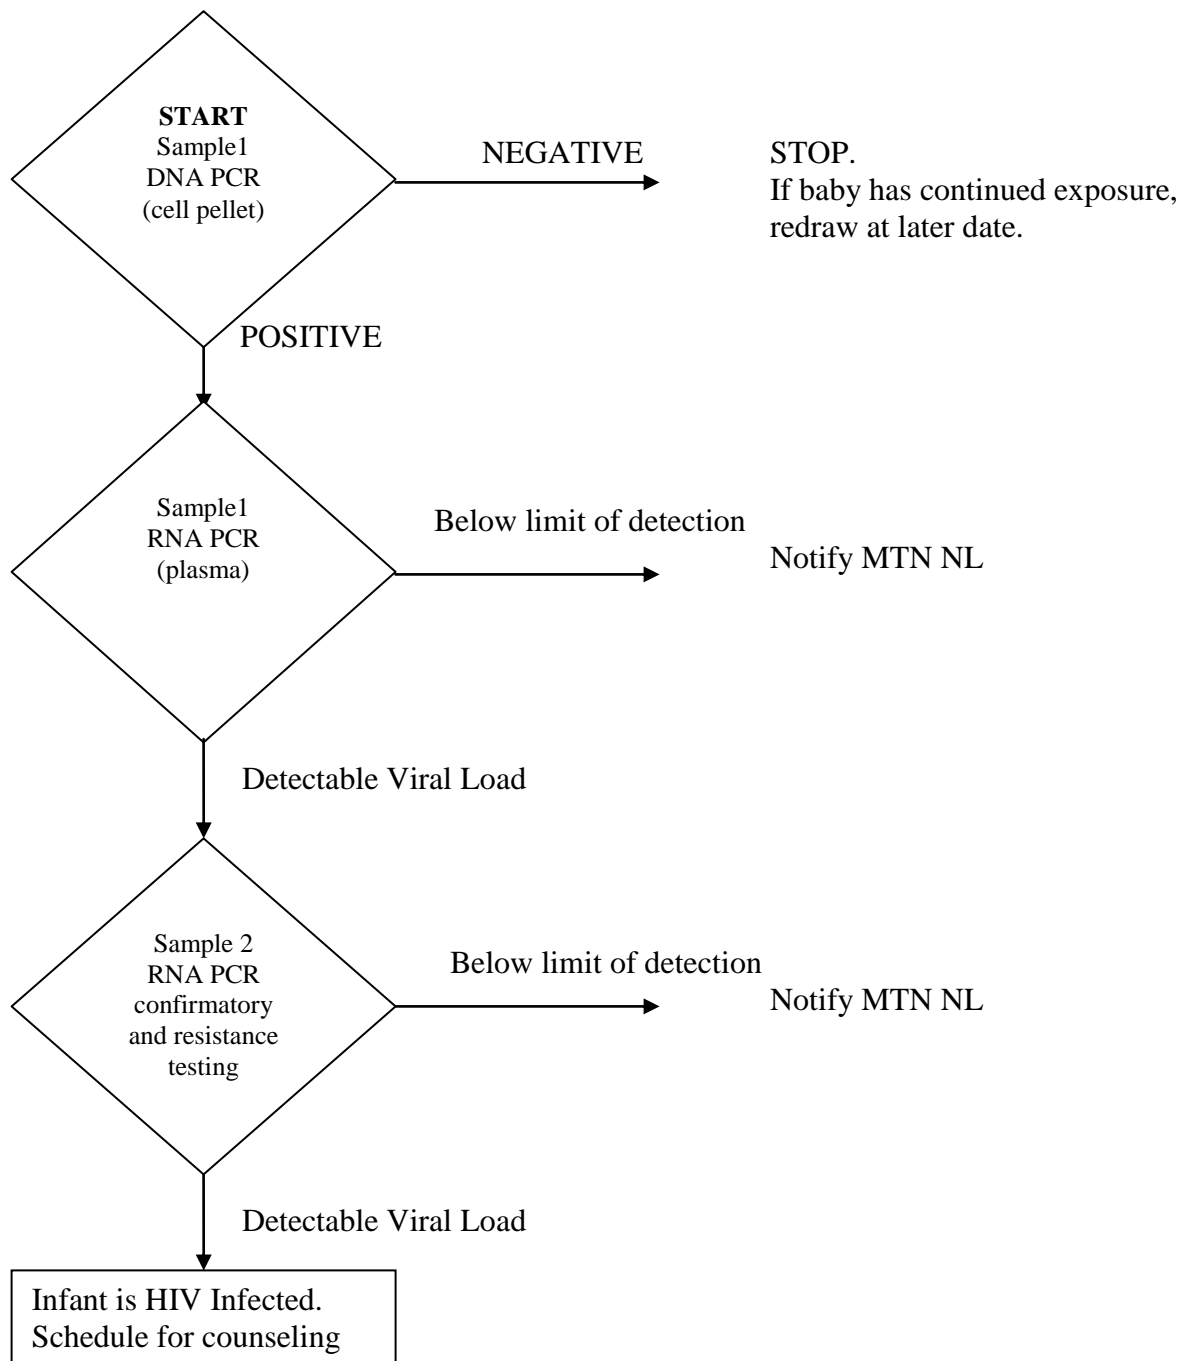 START
Sample1
DNA PCR
(cell pellet)
NEGATIVE
STOP.
If baby has continued exposure,
redraw at later date.
POSITIVE
Sample1
RNA PCR
(plasma)
Below limit of detection
Notify MTN NL
Detectable Viral Load
Sample 2
RNA PCR
confirmatory
and resistance
testing
Below limit of detection
Notify MTN NL
Detectable Viral Load
Infant is HIV Infected.
Schedule for counseling